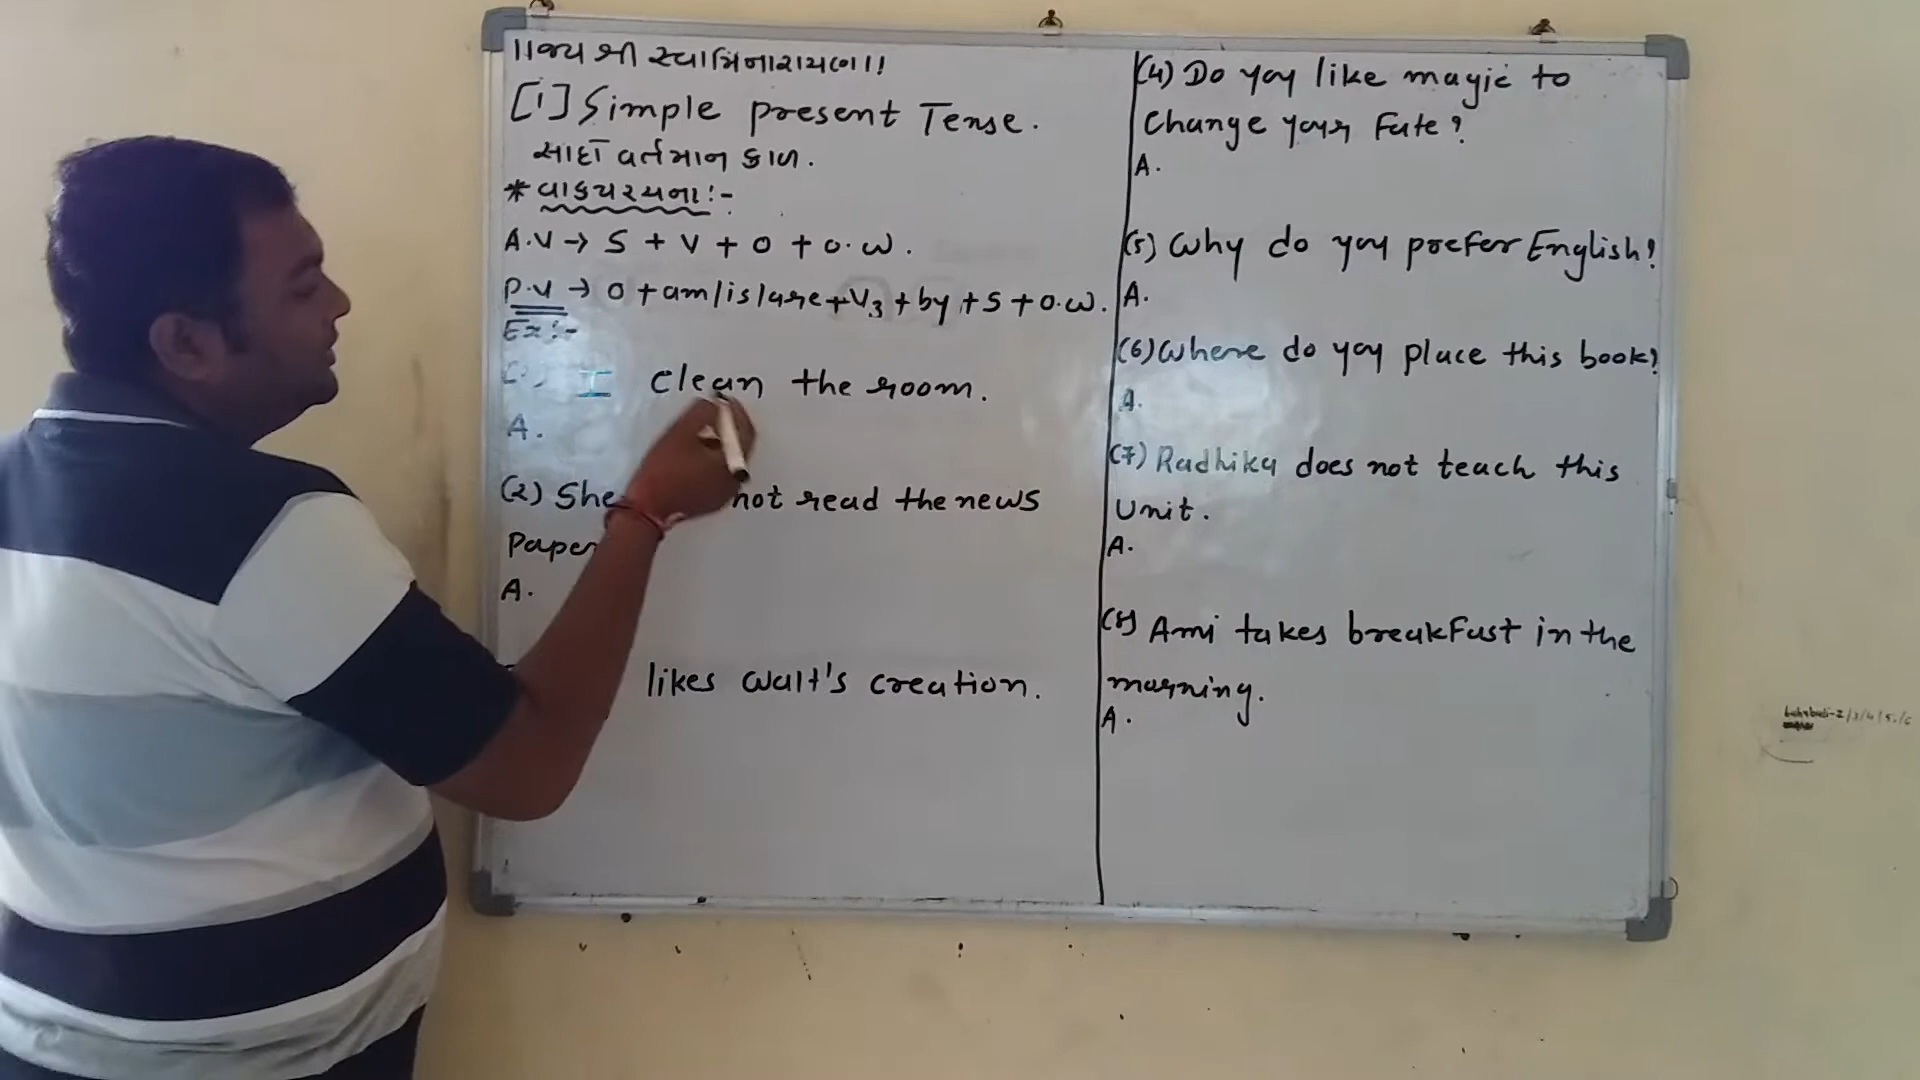 ॥જય શ્રી સ્વામિનારાયણ॥
[1] Simple present Tense.
સાદો વર્તમાન કાળ.
* વાક્યરચના:-
A.V → S + V + O + O.W.
P.V → O + am/is/are + V3 + by + S + O.W.
Ex:-
I clean the room.
A.
(2) She not read the news
Paper
A.
likes Walt's creation.
(4) Do you like magic to
Change your Fate?
A.
(5) Why do you prefer English?
A.
(6) Where do you place this book?
A.
(7) Radhika does not teach this
Unit.
A.
(8) Ami takes breakfast in the
morning.
A.